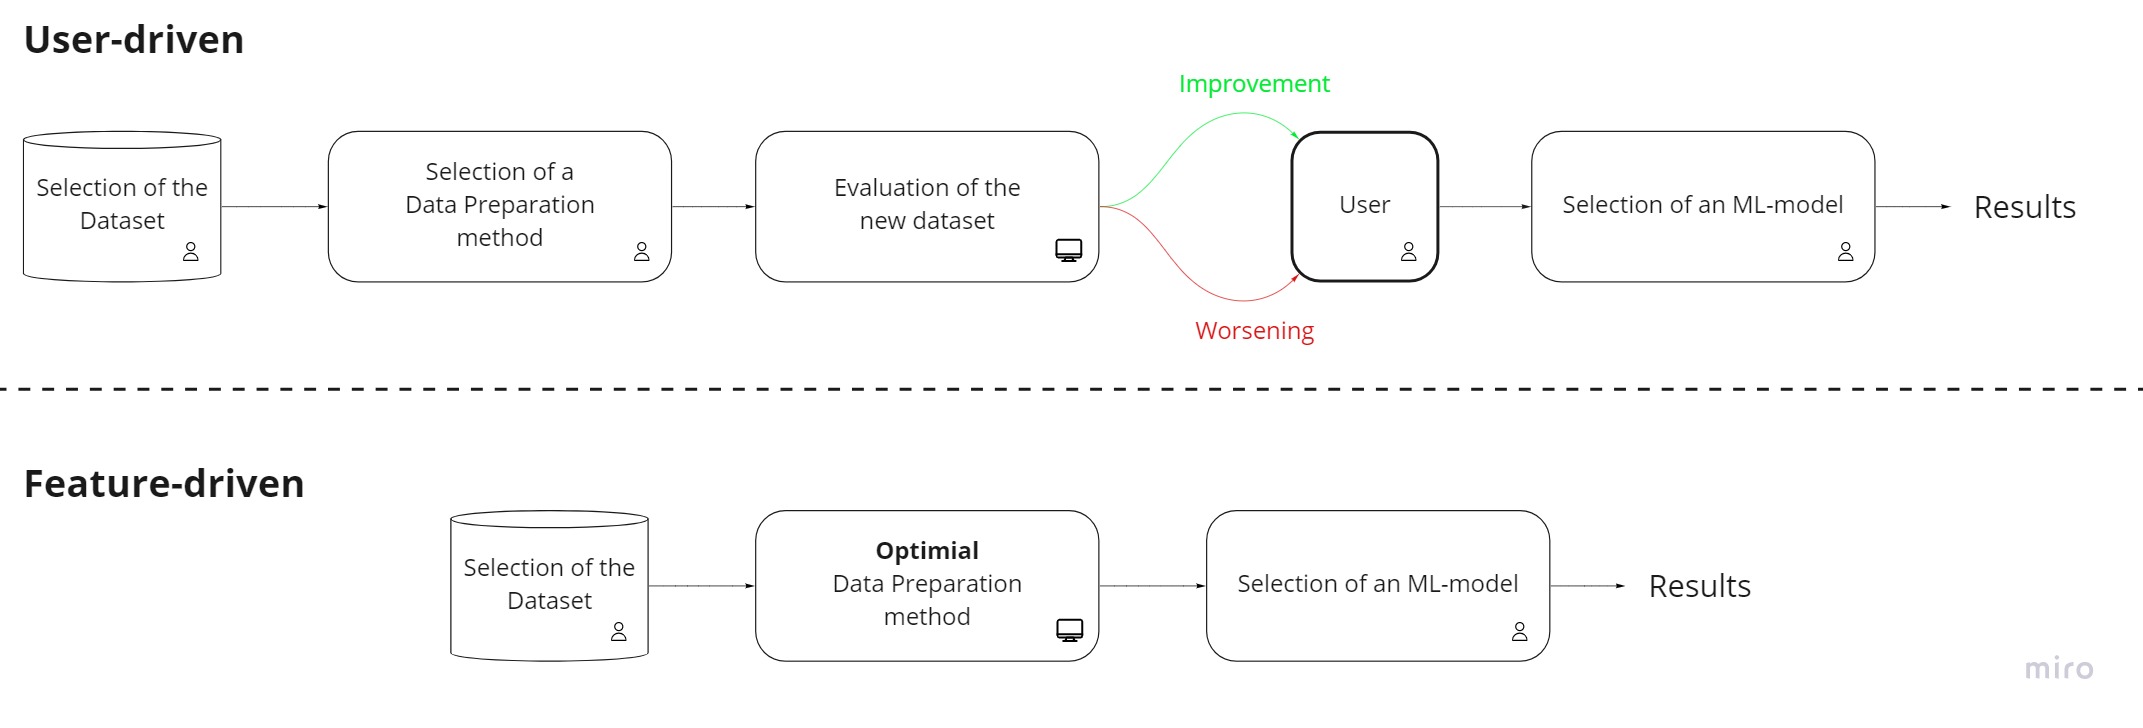 User-driven
Improvement
Selection of the
Dataset
Selection of a
Data Preparation
method
Evaluation of the
new dataset
User
Selection of an ML-model
Results
Worsening
Feature-driven
Selection of the
Dataset
Optimial
Data Preparation
method
Selection of an ML-model
Results
miro